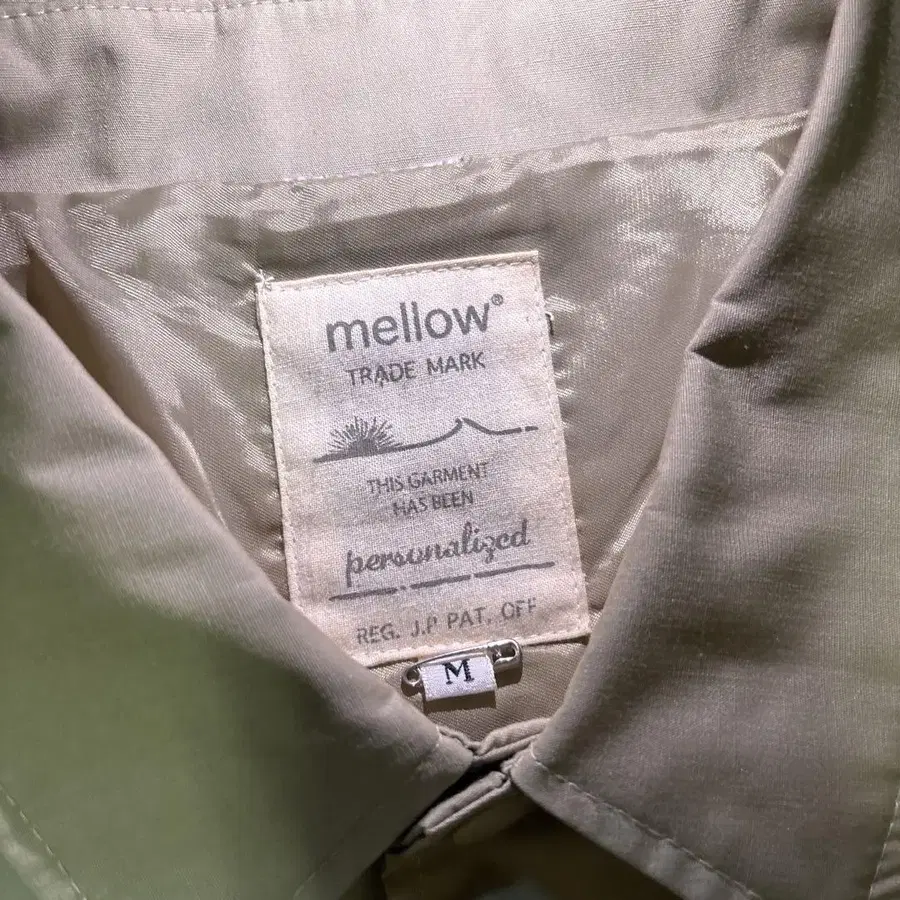 mellow®
TRADE MARK
THIS GARMENT
HAS BEEN
personalized
REG. J.P PAT. OFF
M